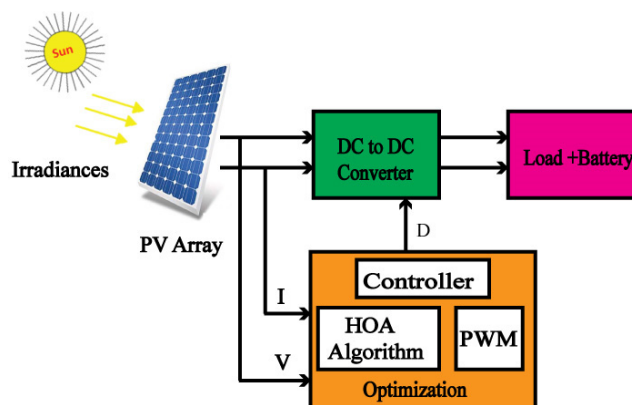 Sun
Irradiances
PV Array
DC to DC
Converter
Load +Battery
D
I
V
Controller
HOA
Algorithm
PWM
Optimization